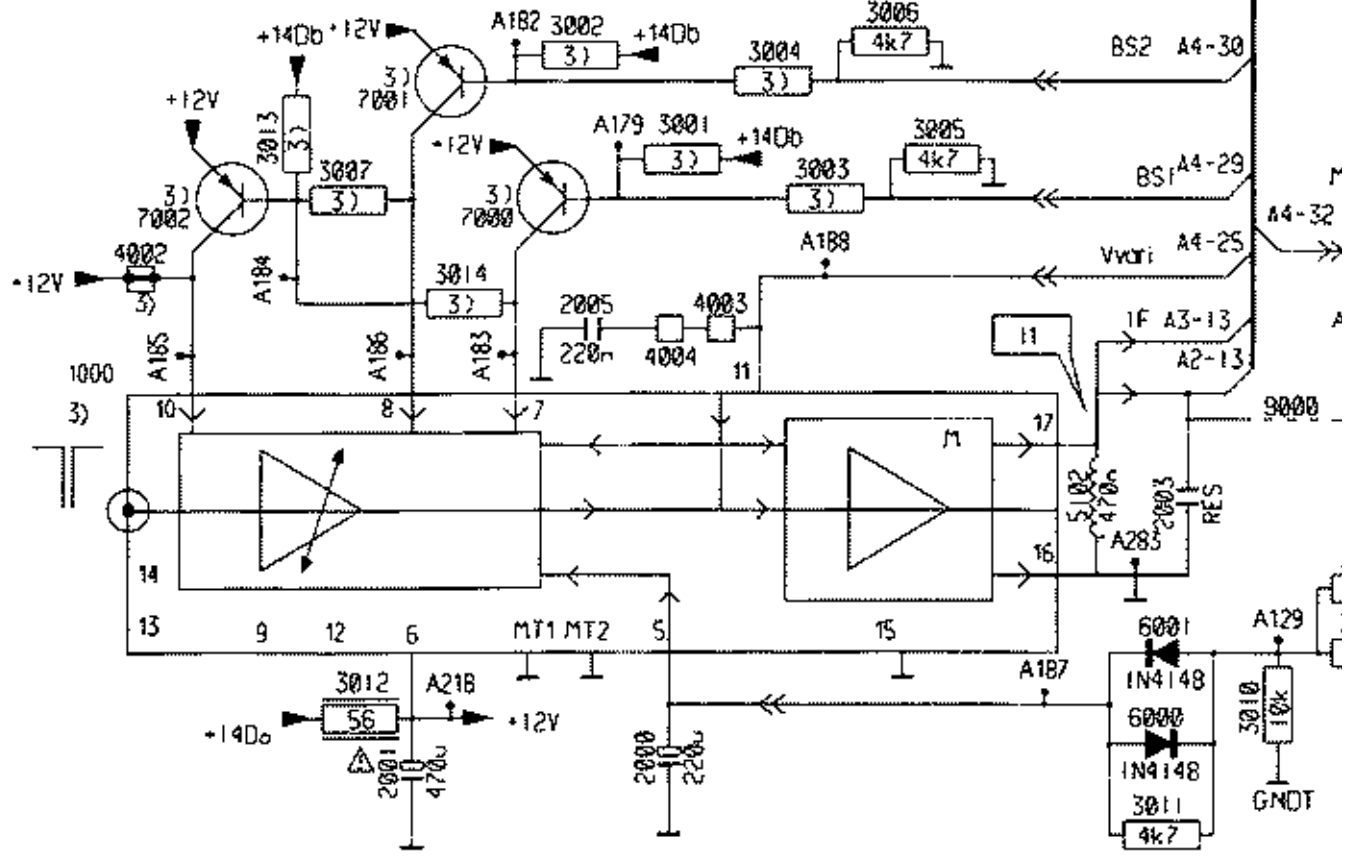 +12V
+14Db
+12V
A182
3002
3)
+14Db
3004
3)
3006
4k7
BS2 A4-30
3)
7001
+12V
3013
3)
+12V
A179
3001
3)
+14Db
3005
4k7
BS1 A4-29
3)
7002
3007
3)
3)
7000
3003
3)
A4-32
M
4002
+12V
3)
A184
3014
3)
A188
Vvari A4-25
A185
A186
A183
2005
220n
4004
4003
I1
IF A3-13
A2-13
1000
3)
10
8
7
11
17
9000
M
5102
470n
2003
RES
16
A283
14
13
9
12
6
MT1
MT2
5
15
3012
56
+14Da
A218
+12V
2001
470u
2000
220u
A187
6001
1N4148
6000
1N4148
3011
4k7
A129
3010
10k
GNDT